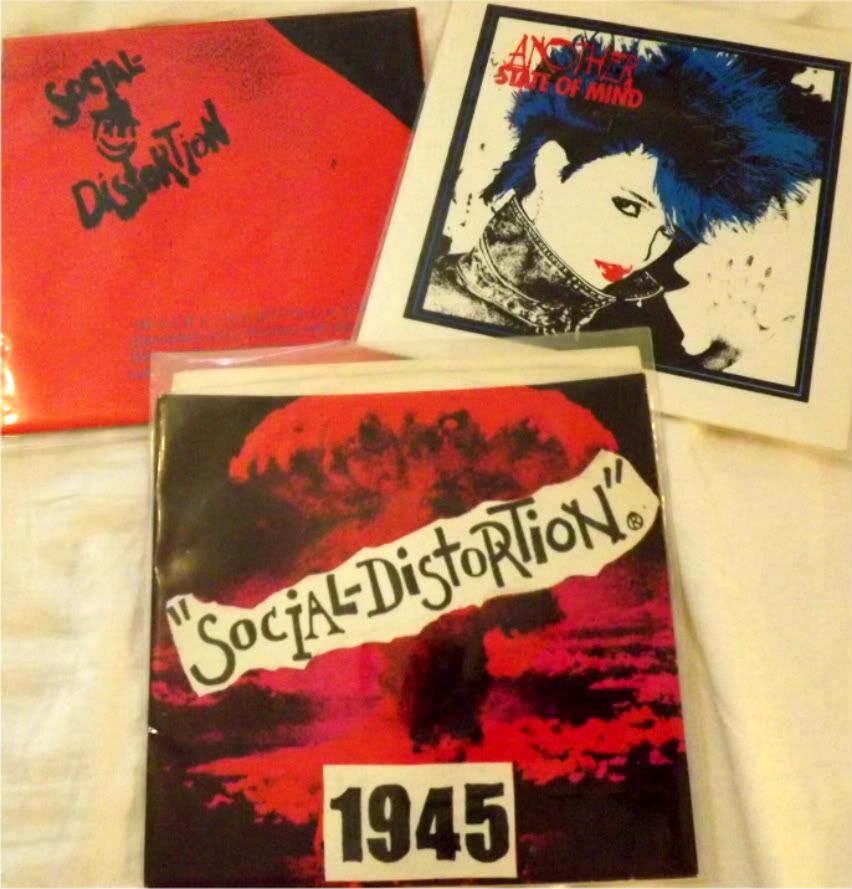 SOCIAL-
DISTORTION
ANOTHER
STATE OF MIND
"SOCIAL-DISTORTION"®
1945